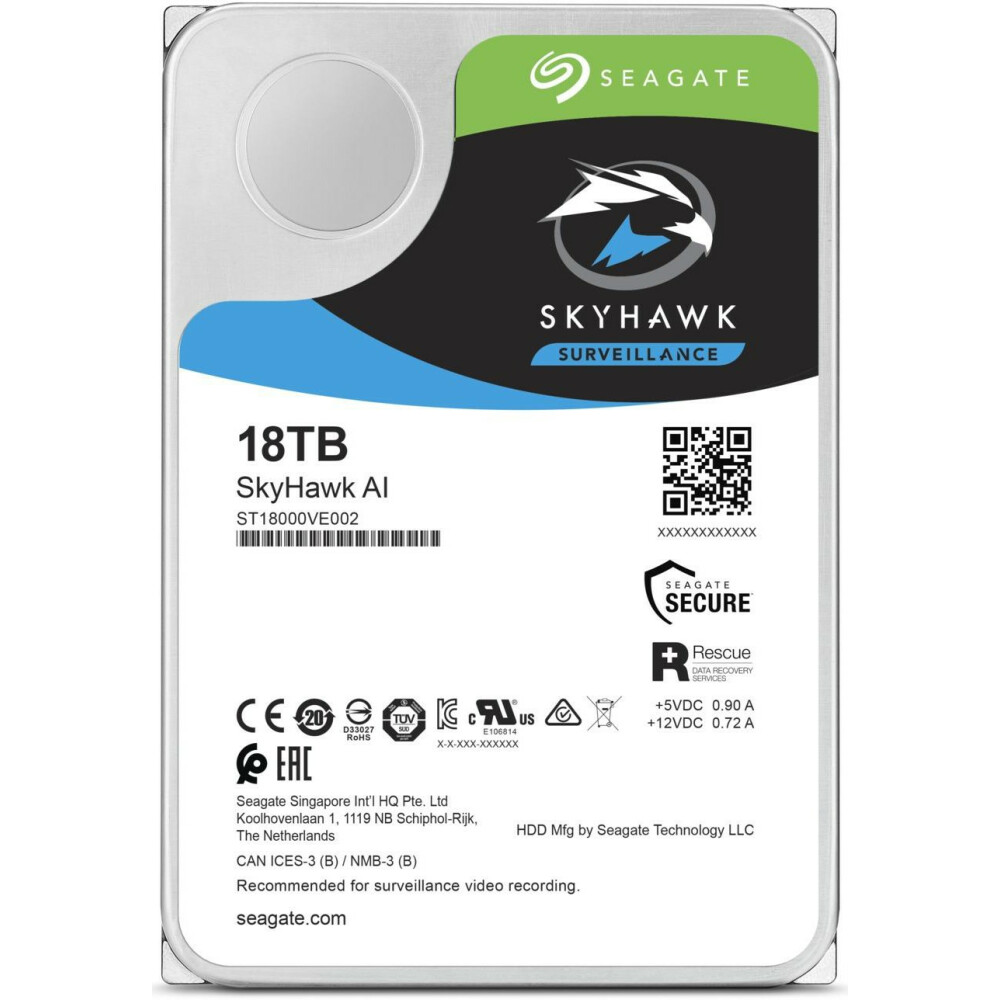 SEAGATE
SKYHAWK
SURVEILLANCE
18TB
SkyHawk AI
ST18000VE002
XXXXXXXXXXXX
SEAGATE
SECURE
R Rescue
DATA RECOVERY
SERVICES
+5VDC 0.90 A
+12VDC 0.72 A
CE 20 D33027 RoHS TÜV SÜD c RU US E106814
X-X-XXX-XXXXXX
EAC
Seagate Singapore Int'l HQ Pte. Ltd
Koolhovenlaan 1, 1119 NB Schiphol-Rijk,
The Netherlands
HDD Mfg by Seagate Technology LLC
CAN ICES-3 (B) / NMB-3 (B)
Recommended for surveillance video recording.
seagate.com